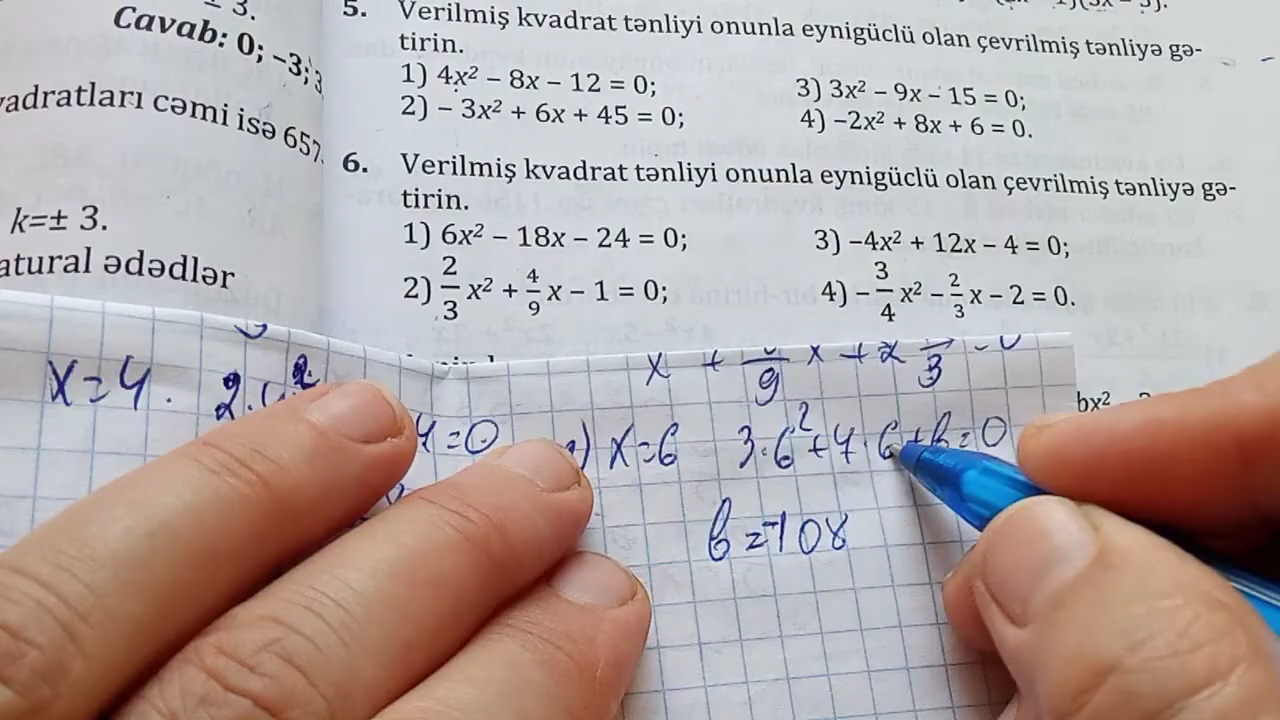 Cavab: 0; −3; 3
vadratları cəmi isə 657.
k=± 3.
atural ədədlər
5. Verilmiş kvadrat tənliyi onunla eynigüclü olan çevrilmiş tənliyə gə-
tirin.
1) 4x² − 8x − 12 = 0;
2) − 3x² + 6x + 45 = 0;
3) 3x² − 9x − 15 = 0;
4) −2x² + 8x + 6 = 0.
6. Verilmiş kvadrat tənliyi onunla eynigüclü olan çevrilmiş tənliyə gə-
tirin.
1) 6x² − 18x − 24 = 0;
2) 2/3 x² + 4/9 x − 1 = 0;
3) −4x² + 12x − 4 = 0;
4) − 3/4 x² − 2/3 x − 2 = 0.
bx²
x=4.
4=0
x=6 3·6²+4·6+b=0
b=-108